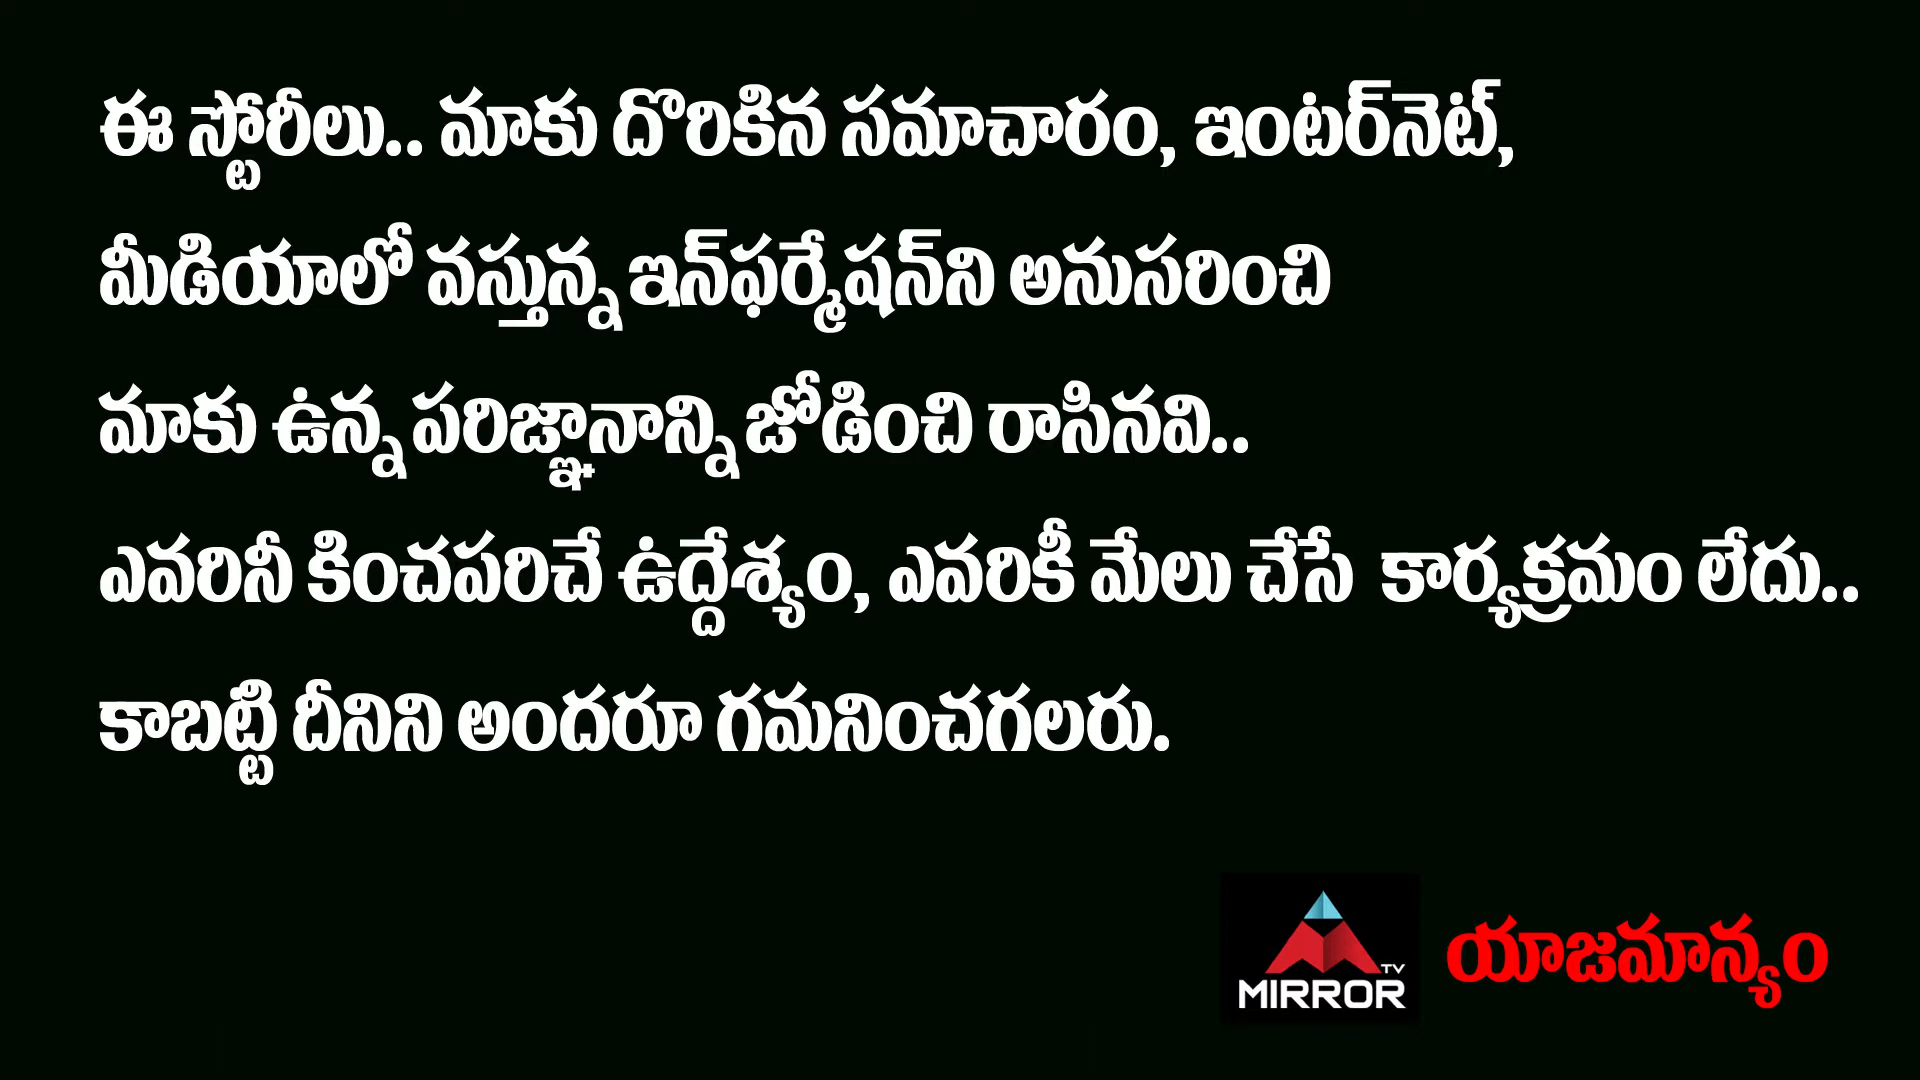 ఈ స్టోరీలు.. మాకు దొరికిన సమాచారం, ఇంటర్‌నెట్,
మీడియాలో వస్తున్న ఇన్‌ఫర్మేషన్‌ని అనుసరించి
మాకు ఉన్న పరిజ్ఞానాన్ని జోడించి రాసినవి..
ఎవరినీ కించపరిచే ఉద్దేశ్యం, ఎవరికీ మేలు చేసే కార్యక్రమం లేదు..
కాబట్టి దీనిని అందరూ గమనించగలరు.
TV
MIRROR
యాజమాన్యం